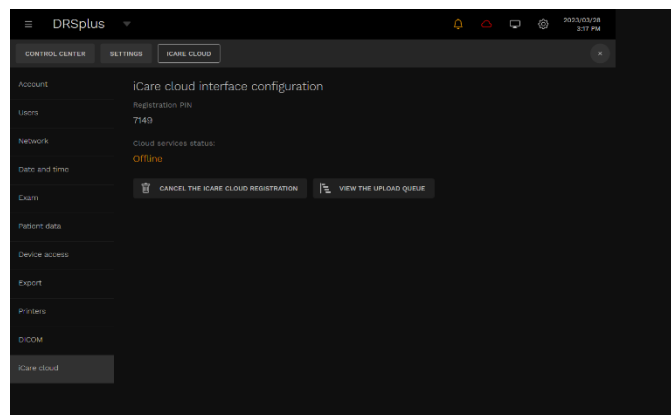 DRSplus
2023/03/28
3:17 PM
CONTROL CENTER
SETTINGS
ICARE CLOUD
Account
Users
Network
Date and time
Exam
Patient data
Device access
Export
Printers
DICOM
iCare cloud
iCare cloud interface configuration
Registration PIN
7149
Cloud services status:
Offline
CANCEL THE ICARE CLOUD REGISTRATION
VIEW THE UPLOAD QUEUE